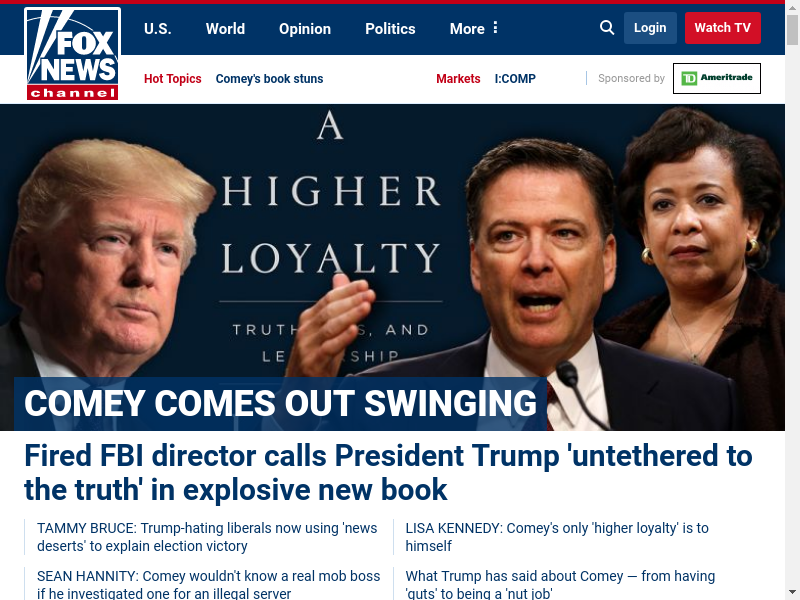 FOX
NEWS
channel
U.S.
World
Opinion
Politics
More
Login
Watch TV
Hot Topics
Comey's book stuns
Markets
I:COMP
Sponsored by
TD Ameritrade
A
HIGHER
LOYALTY
TRUTH S, AND
LE SHIP
COMEY COMES OUT SWINGING
Fired FBI director calls President Trump 'untethered to
the truth' in explosive new book
TAMMY BRUCE: Trump-hating liberals now using 'news
deserts' to explain election victory
LISA KENNEDY: Comey's only 'higher loyalty' is to
himself
SEAN HANNITY: Comey wouldn't know a real mob boss
if he investigated one for an illegal server
What Trump has said about Comey — from having
'guts' to being a 'nut job'